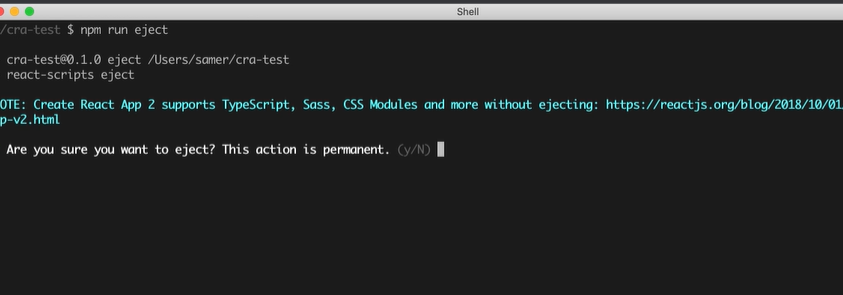 Shell
/cra-test $ npm run eject
cra-test@0.1.0 eject /Users/samer/cra-test
react-scripts eject
OTE: Create React App 2 supports TypeScript, Sass, CSS Modules and more without ejecting: https://reactjs.org/blog/2018/10/01/
p-v2.html
Are you sure you want to eject? This action is permanent. (y/N)